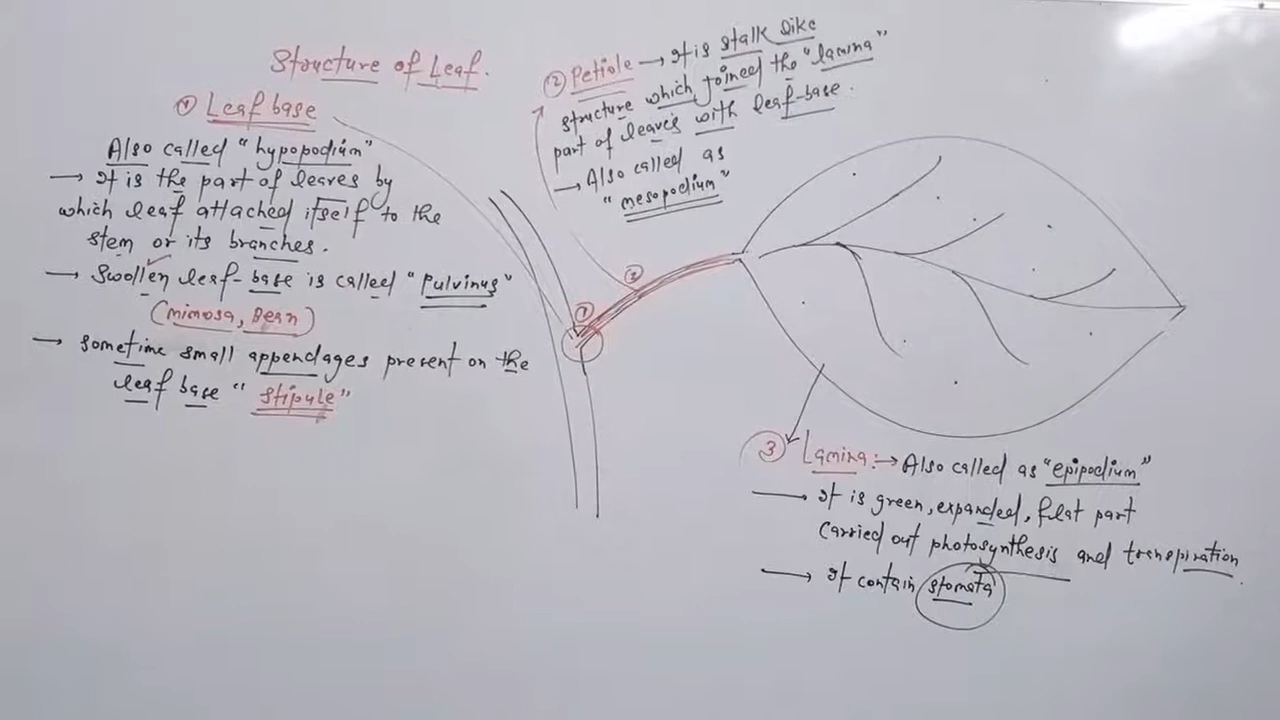 Structure of Leaf.
① Leaf base
Also called "hypopodium"
→ It is the part of leaves by
which leaf attached itself to the
stem or its branches.
→ Swollen leaf-base is called "Pulvinus"
(mimosa, Bean)
→ Sometime small appendages present on the
leaf base "Stipule"
② Petiole → It is stalk like
structure which joined the "lamina"
part of leaves with leaf-base.
→ Also called as
"mesopodium"
②
①
③ Lamina :→ Also called as "epipodium"
→ It is green, expanded, flat part
carried out photosynthesis and transpiration.
→ It contain stomata